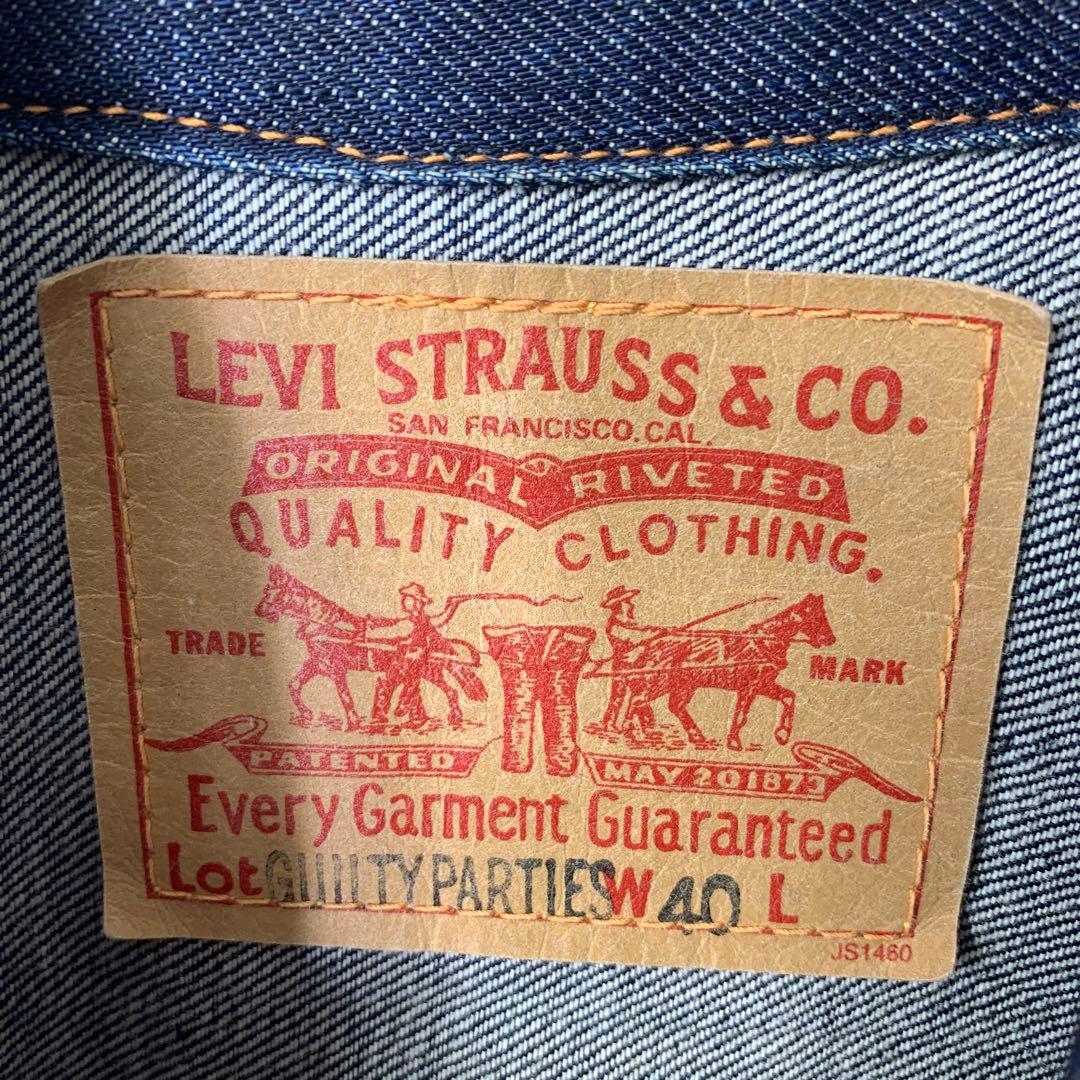 LEVI STRAUSS & CO.
SAN FRANCISCO, CAL.
ORIGINAL RIVETED
QUALITY CLOTHING.
TRADE MARK
PATENTED MAY 20 1873
Every Garment Guaranteed
Lot GUILTY PARTIES W 40 L
JS1460